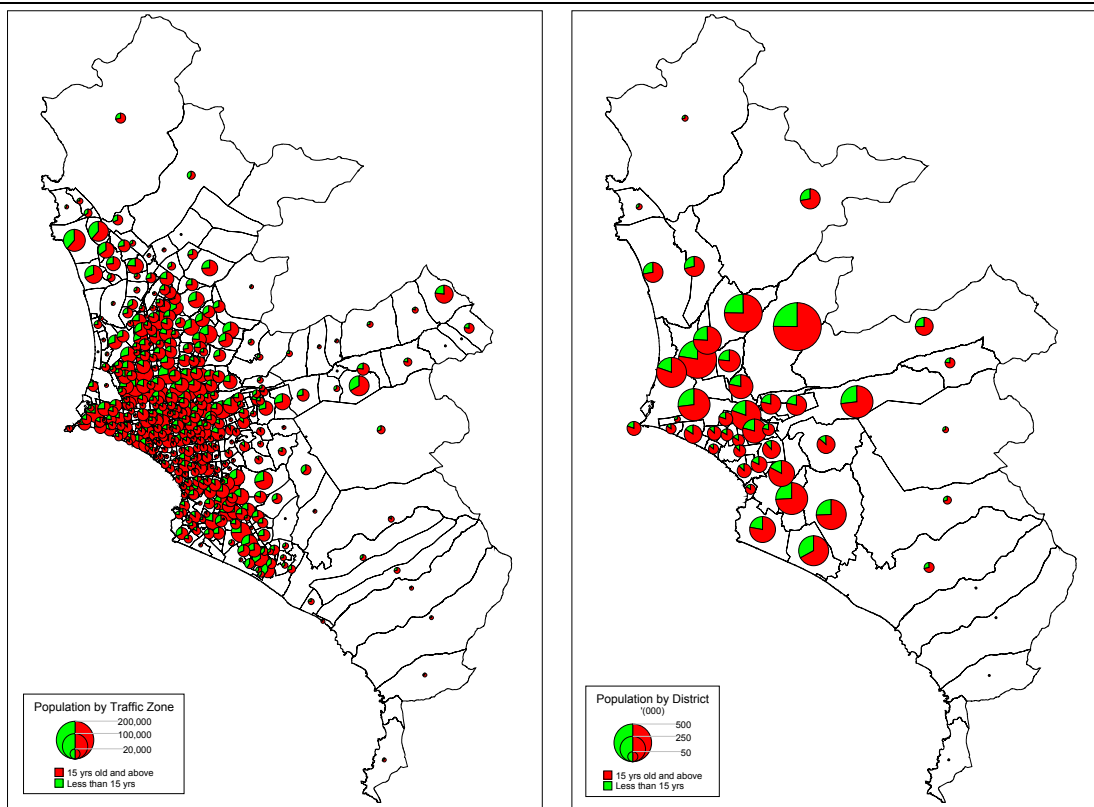 Population by Traffic Zone
200,000
100,000
20,000
15 yrs old and above
Less than 15 yrs
Population by District
'(000)
500
250
50
15 yrs old and above
Less than 15 yrs